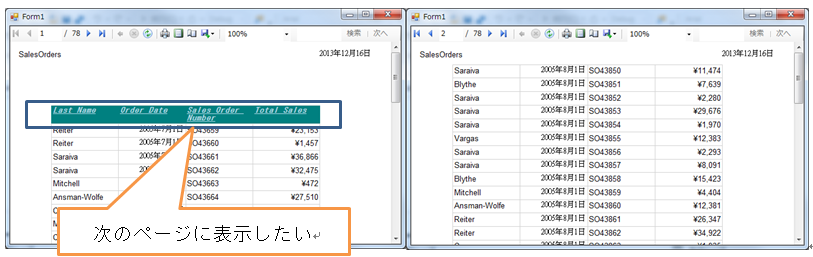 Form1
1 / 78 100% 検索 次へ
SalesOrders 2013年12月16日
Last Name Order Date Sales Order Total Sales
Number
Reiter 2005年7月1日 SO43659 ¥23,153
Reiter 2005年7月1日 SO43660 ¥1,457
Saraiva SO43661 ¥36,866
Saraiva SO43662 ¥32,475
Mitchell SO43663 ¥472
Ansman-Wolfe SO43664 ¥27,510
次のページに表示したい
Form1
2 / 78 100% 検索 次へ
SalesOrders 2013年12月16日
Saraiva 2005年8月1日 SO43850 ¥11,474
Blythe 2005年8月1日 SO43851 ¥7,639
Saraiva 2005年8月1日 SO43852 ¥2,280
Saraiva 2005年8月1日 SO43853 ¥29,676
Saraiva 2005年8月1日 SO43854 ¥1,970
Vargas 2005年8月1日 SO43855 ¥12,383
Saraiva 2005年8月1日 SO43856 ¥2,293
Saraiva 2005年8月1日 SO43857 ¥8,091
Blythe 2005年8月1日 SO43858 ¥15,423
Mitchell 2005年8月1日 SO43859 ¥4,404
Ansman-Wolfe 2005年8月1日 SO43860 ¥12,381
Reiter 2005年8月1日 SO43861 ¥26,347
Reiter 2005年8月1日 SO43862 ¥34,922